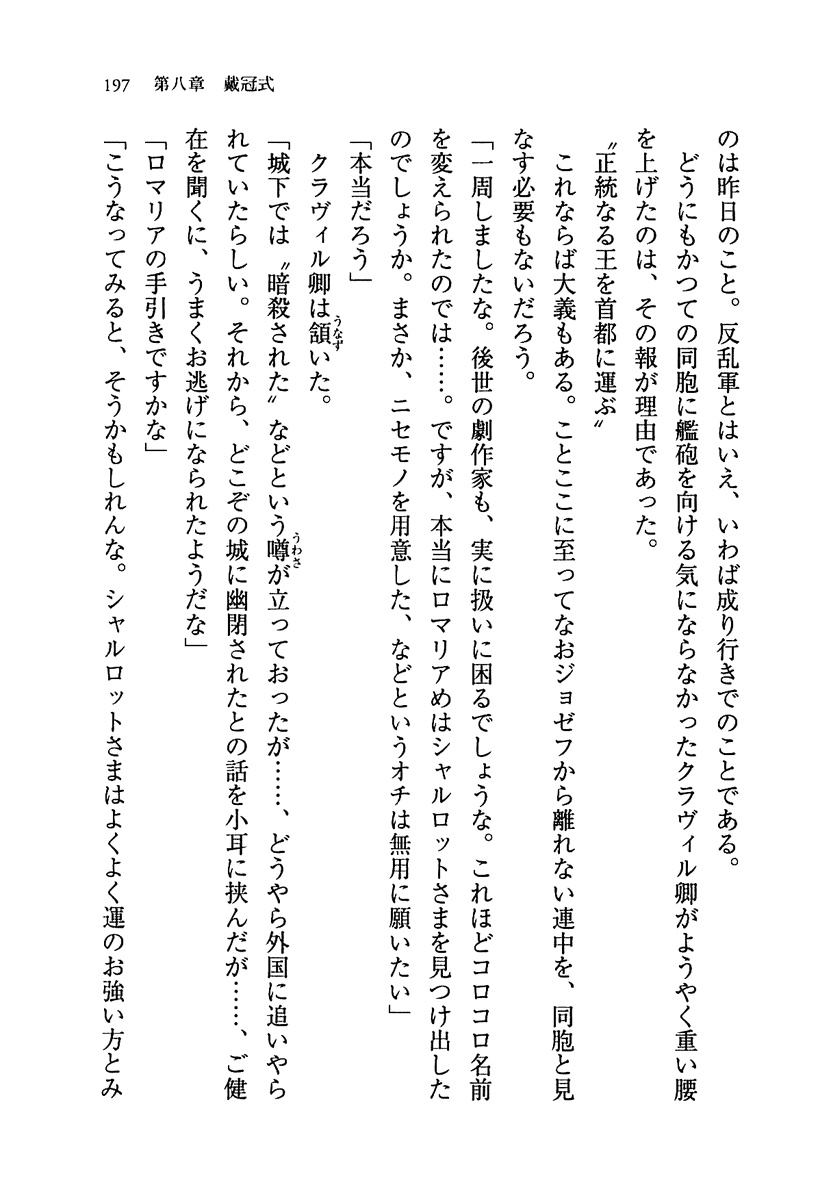 197　第八章　戴冠式
のは昨日のこと。反乱軍とはいえ、いわば成り行きでのことである。
　どうにもかつての同胞に艦砲を向ける気にならなかったクラヴィル卿がようやく重い腰
を上げたのは、その報が理由であった。
〝正統なる王を首都に運ぶ〟
　これならば大義もある。ことここに至ってなおジョゼフから離れない連中を、同胞と見
なす必要もないだろう。
「一周しましたな。後世の劇作家も、実に扱いに困るでしょうな。これほどコロコロ名前
を変えられたのでは……。ですが、本当にロマリアめはシャルロットさまを見つけ出した
のでしょうか。まさか、ニセモノを用意した、などというオチは無用に願いたい」
「本当だろう」
　クラヴィル卿は頷うなずいた。
「城下では〝暗殺された〟などという噂うわさが立っておったが……、どうやら外国に追いやら
れていたらしい。それから、どこぞの城に幽閉されたとの話を小耳に挟んだが……、ご健
在を聞くに、うまくお逃げになられたようだな」
「ロマリアの手引きですかな」
「こうなってみると、そうかもしれんな。シャルロットさまはよくよく運のお強い方とみ